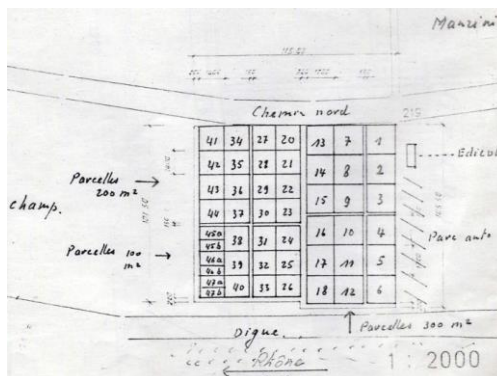 Manzini
Chemin nord
219
41 34 27 20 13 7 1
42 35 28 21 14 8 2
43 36 29 22 15 9 3
44 37 30 23 16 10 4
45a 45b 38 31 24 17 11 5
46a 46b 39 32 25 18 12 6
47a 47b 40 33 26
Parcelles
200 m²
champ.
Parcelles 100
m²
Parc auto
Parcelles 300 m²
Digue
Rhône
1 : 2000